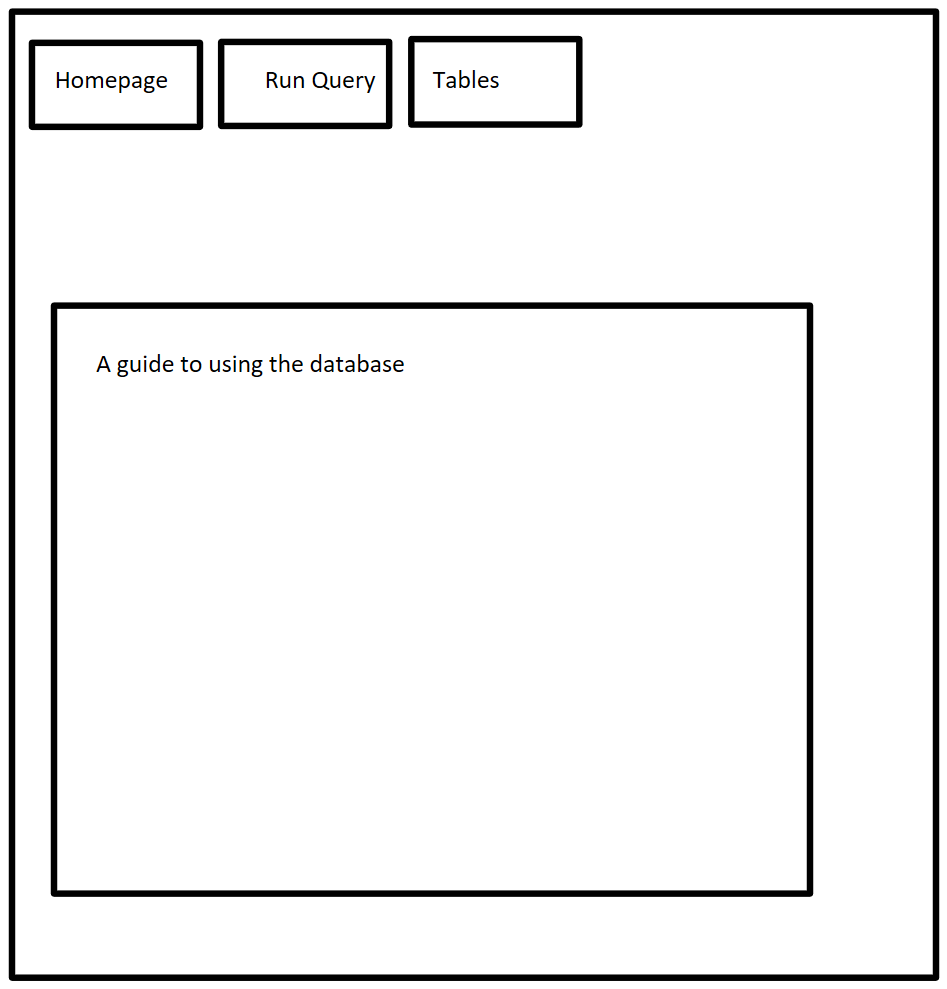 Homepage
Run Query
Tables
A guide to using the database